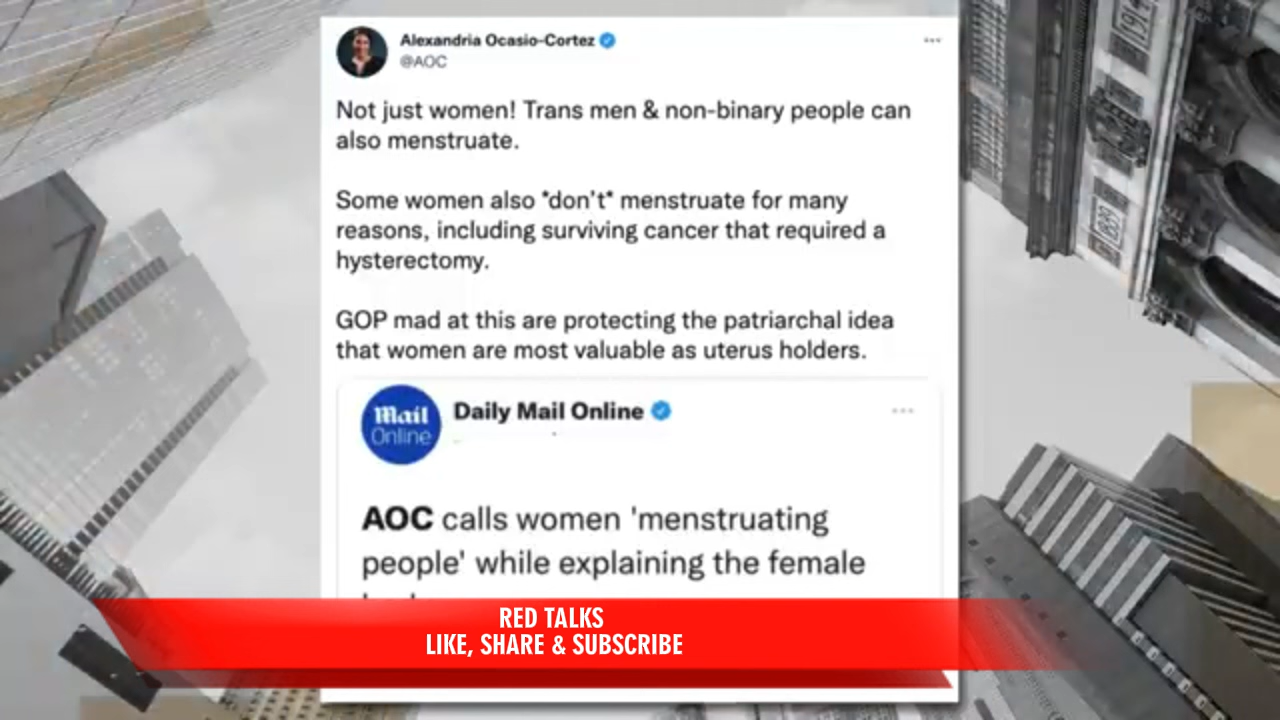 Alexandria Ocasio-Cortez
@AOC
Not just women! Trans men & non-binary people can
also menstruate.
Some women also *don't* menstruate for many
reasons, including surviving cancer that required a
hysterectomy.
GOP mad at this are protecting the patriarchal idea
that women are most valuable as uterus holders.
Mail
Online
Daily Mail Online
AOC calls women 'menstruating
people' while explaining the female
RED TALKS
LIKE, SHARE & SUBSCRIBE